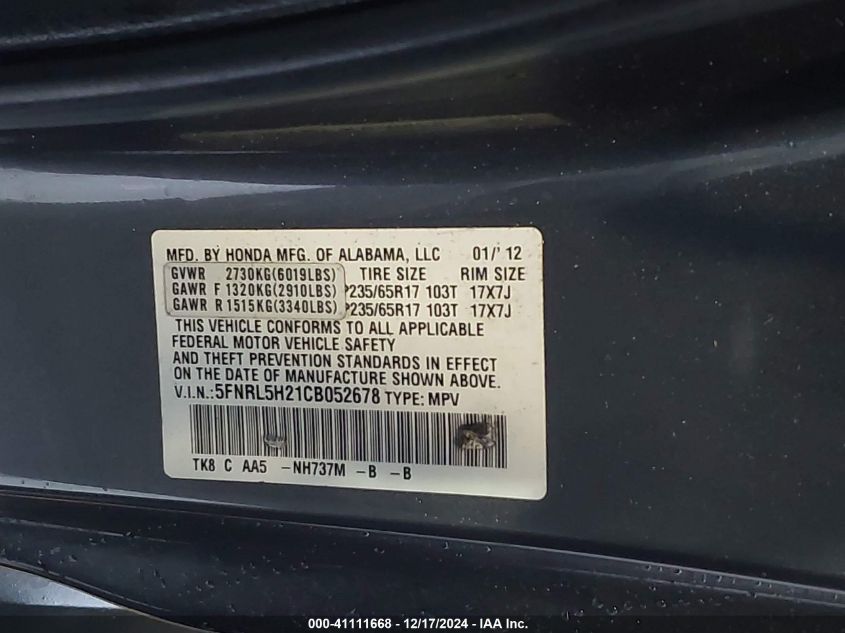 MFD. BY HONDA MFG. OF ALABAMA, LLC 01/'12
GVWR 2730KG(6019LBS) TIRE SIZE RIM SIZE
GAWR F 1320KG(2910LBS) P235/65R17 103T 17X7J
GAWR R 1515KG(3340LBS) P235/65R17 103T 17X7J
THIS VEHICLE CONFORMS TO ALL APPLICABLE
FEDERAL MOTOR VEHICLE SAFETY
AND THEFT PREVENTION STANDARDS IN EFFECT
ON THE DATE OF MANUFACTURE SHOWN ABOVE.
V.I.N.:5FNRL5H21CB052678 TYPE: MPV
TK8 C AA5 -NH737M -B -B
000-41111668 - 12/17/2024 - IAA Inc.